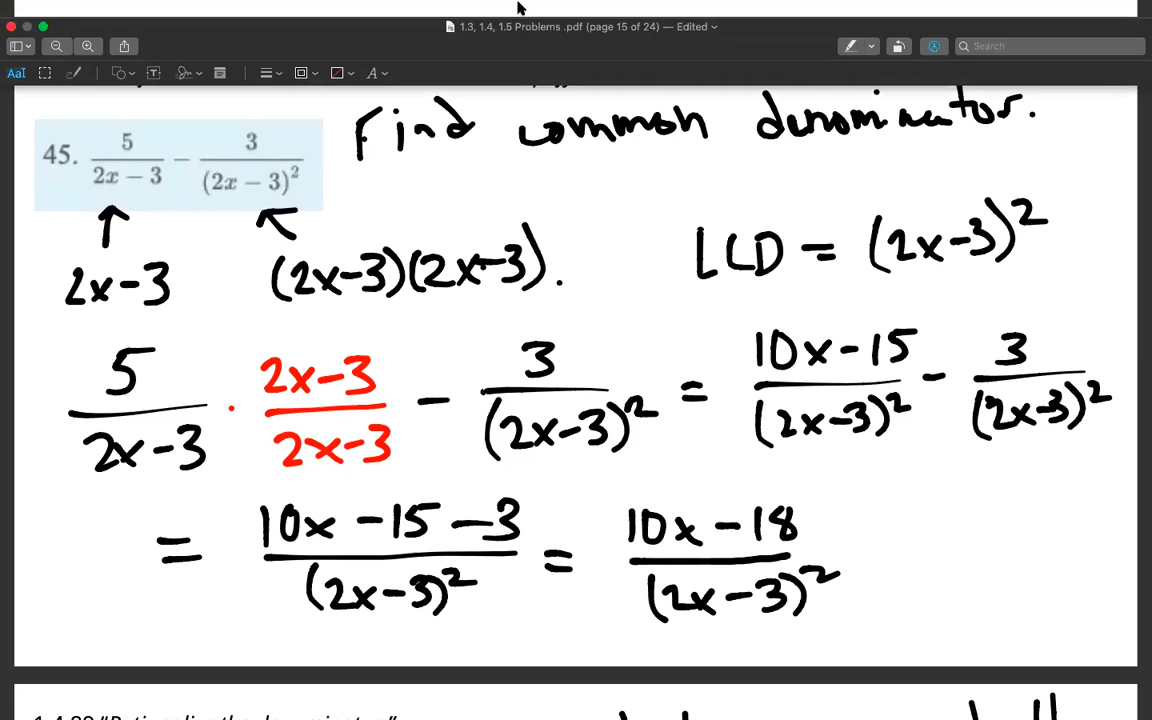 1.3, 1.4, 1.5 Problems .pdf (page 15 of 24) — Edited
Search
AaI
T
A
Find common denominator.
45. 5/(2x − 3) − 3/(2x − 3)²
2x−3 (2x−3)(2x−3). LCD = (2x−3)²
5/(2x−3) · (2x−3)/(2x−3) − 3/(2x−3)² = (10x−15)/(2x−3)² − 3/(2x−3)²
= (10x−15−3)/(2x−3)² = (10x−18)/(2x−3)²